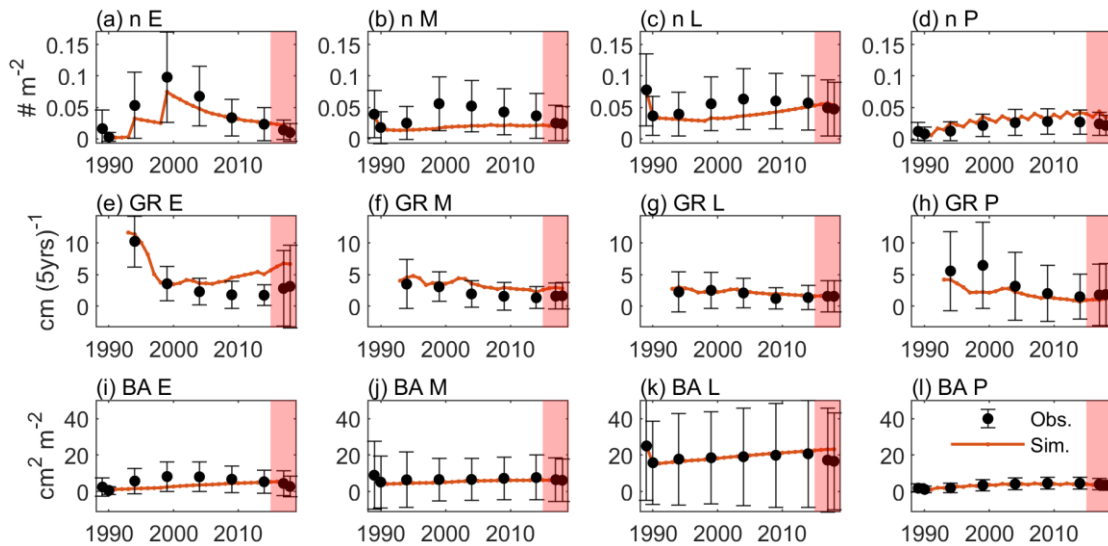 (a) n E (b) n M (c) n L (d) n P
# m-2
0.15 0.15 0.15 0.15
0.1 0.1 0.1 0.1
0.05 0.05 0.05 0.05
0 0 0 0
1990 2000 2010 1990 2000 2010 1990 2000 2010 1990 2000 2010
(e) GR E (f) GR M (g) GR L (h) GR P
cm (5yrs)-1
10 10 10 10
5 5 5 5
0 0 0 0
1990 2000 2010 1990 2000 2010 1990 2000 2010 1990 2000 2010
(i) BA E (j) BA M (k) BA L (l) BA P
cm2 m-2
40 40 40 40
Obs.
20 20 20 20
Sim.
0 0 0 0
1990 2000 2010 1990 2000 2010 1990 2000 2010 1990 2000 2010